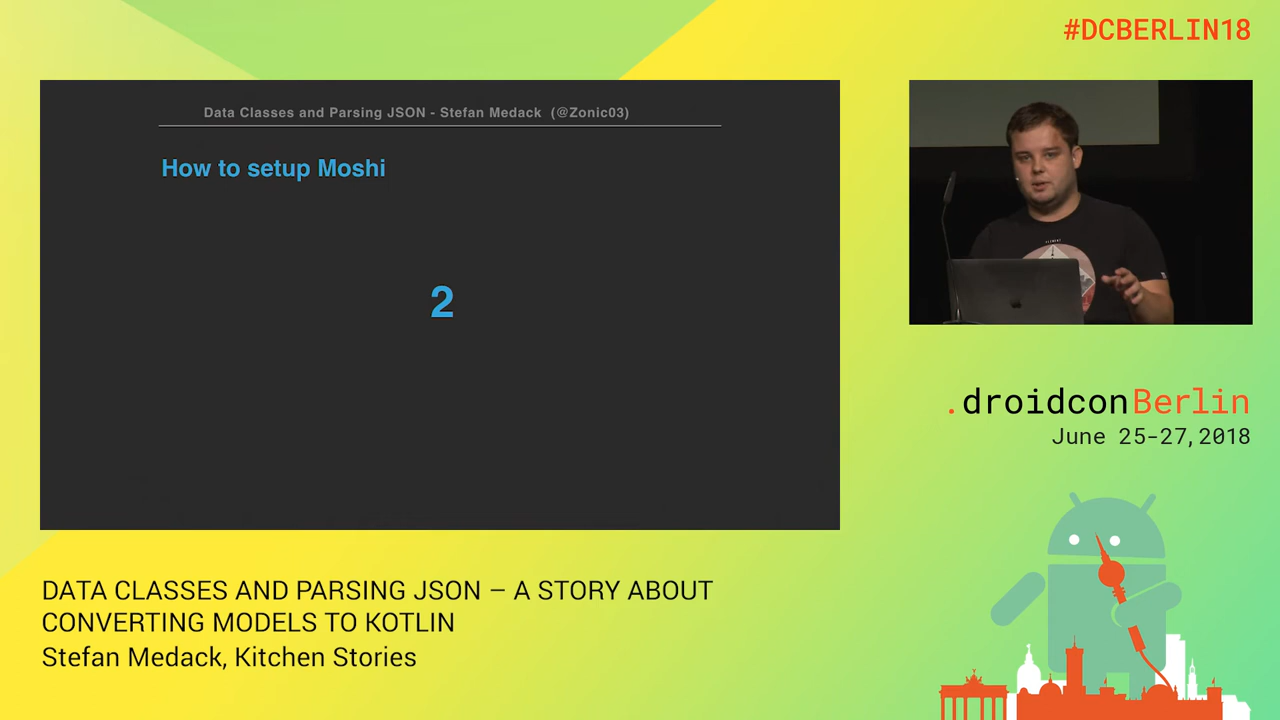 #DCBERLIN18
Data Classes and Parsing JSON - Stefan Medack (@Zonic03)
How to setup Moshi
2
.droidconBerlin
June 25-27,2018
DATA CLASSES AND PARSING JSON – A STORY ABOUT
CONVERTING MODELS TO KOTLIN
Stefan Medack, Kitchen Stories